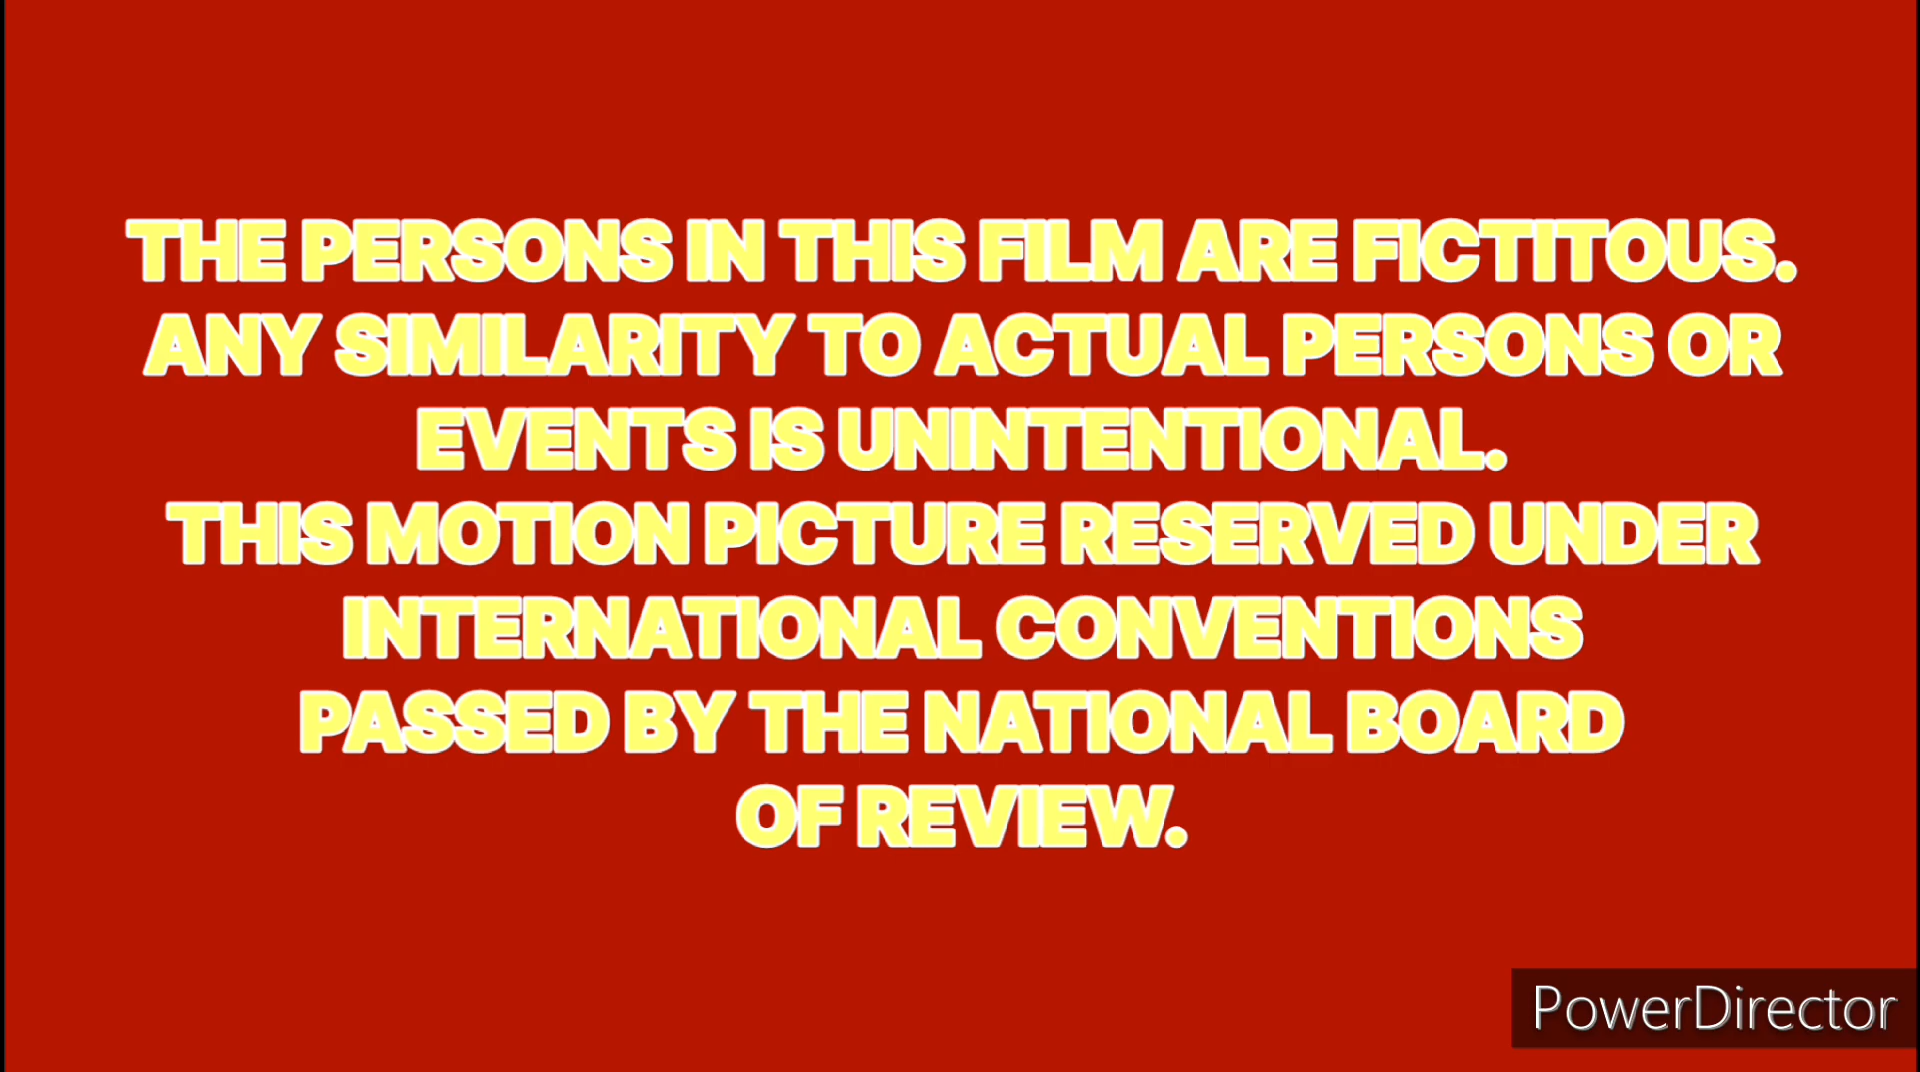 THE PERSONS IN THIS FILM ARE FICTITOUS.
ANY SIMILARITY TO ACTUAL PERSONS OR
EVENTS IS UNINTENTIONAL.
THIS MOTION PICTURE RESERVED UNDER
INTERNATIONAL CONVENTIONS
PASSED BY THE NATIONAL BOARD
OF REVIEW.
PowerDirector